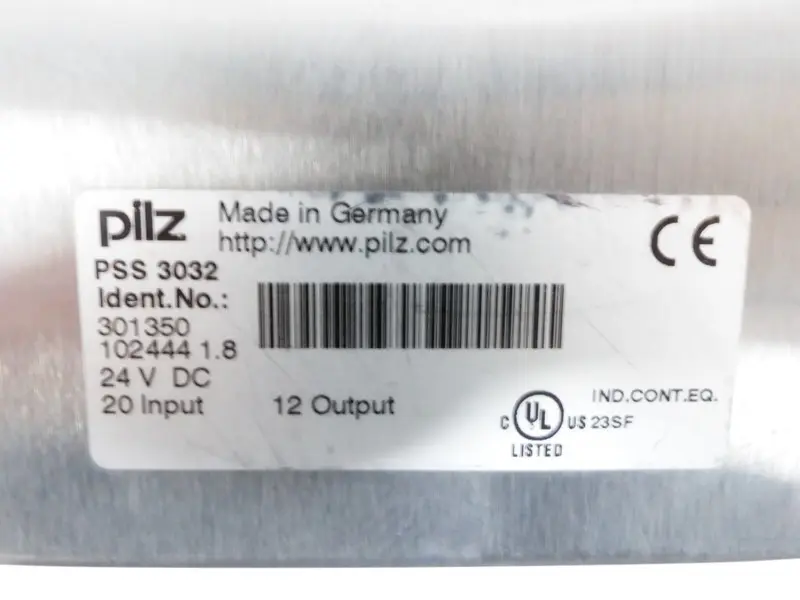 pilz Made in Germany
http://www.pilz.com
CE
PSS 3032
Ident.No.:
301350
102444 1.8
24 V DC
20 Input 12 Output
IND.CONT.EQ.
C UL US 23SF
LISTED